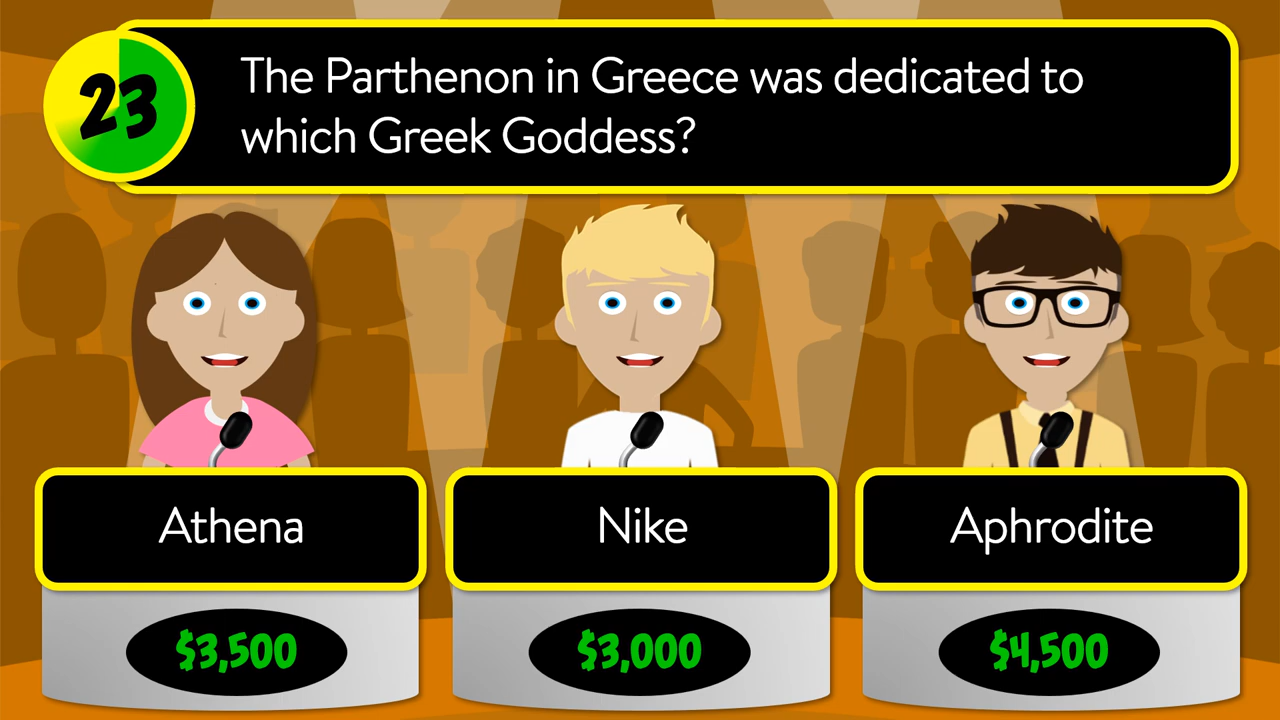 23
The Parthenon in Greece was dedicated to
which Greek Goddess?
Athena
Nike
Aphrodite
$3,500
$3,000
$4,500